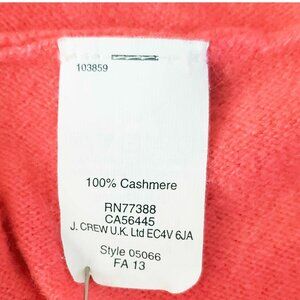 103859
100% Cashmere
RN77388
CA56445
J. CREW U.K. Ltd EC4V 6JA
Style 05066
FA 13